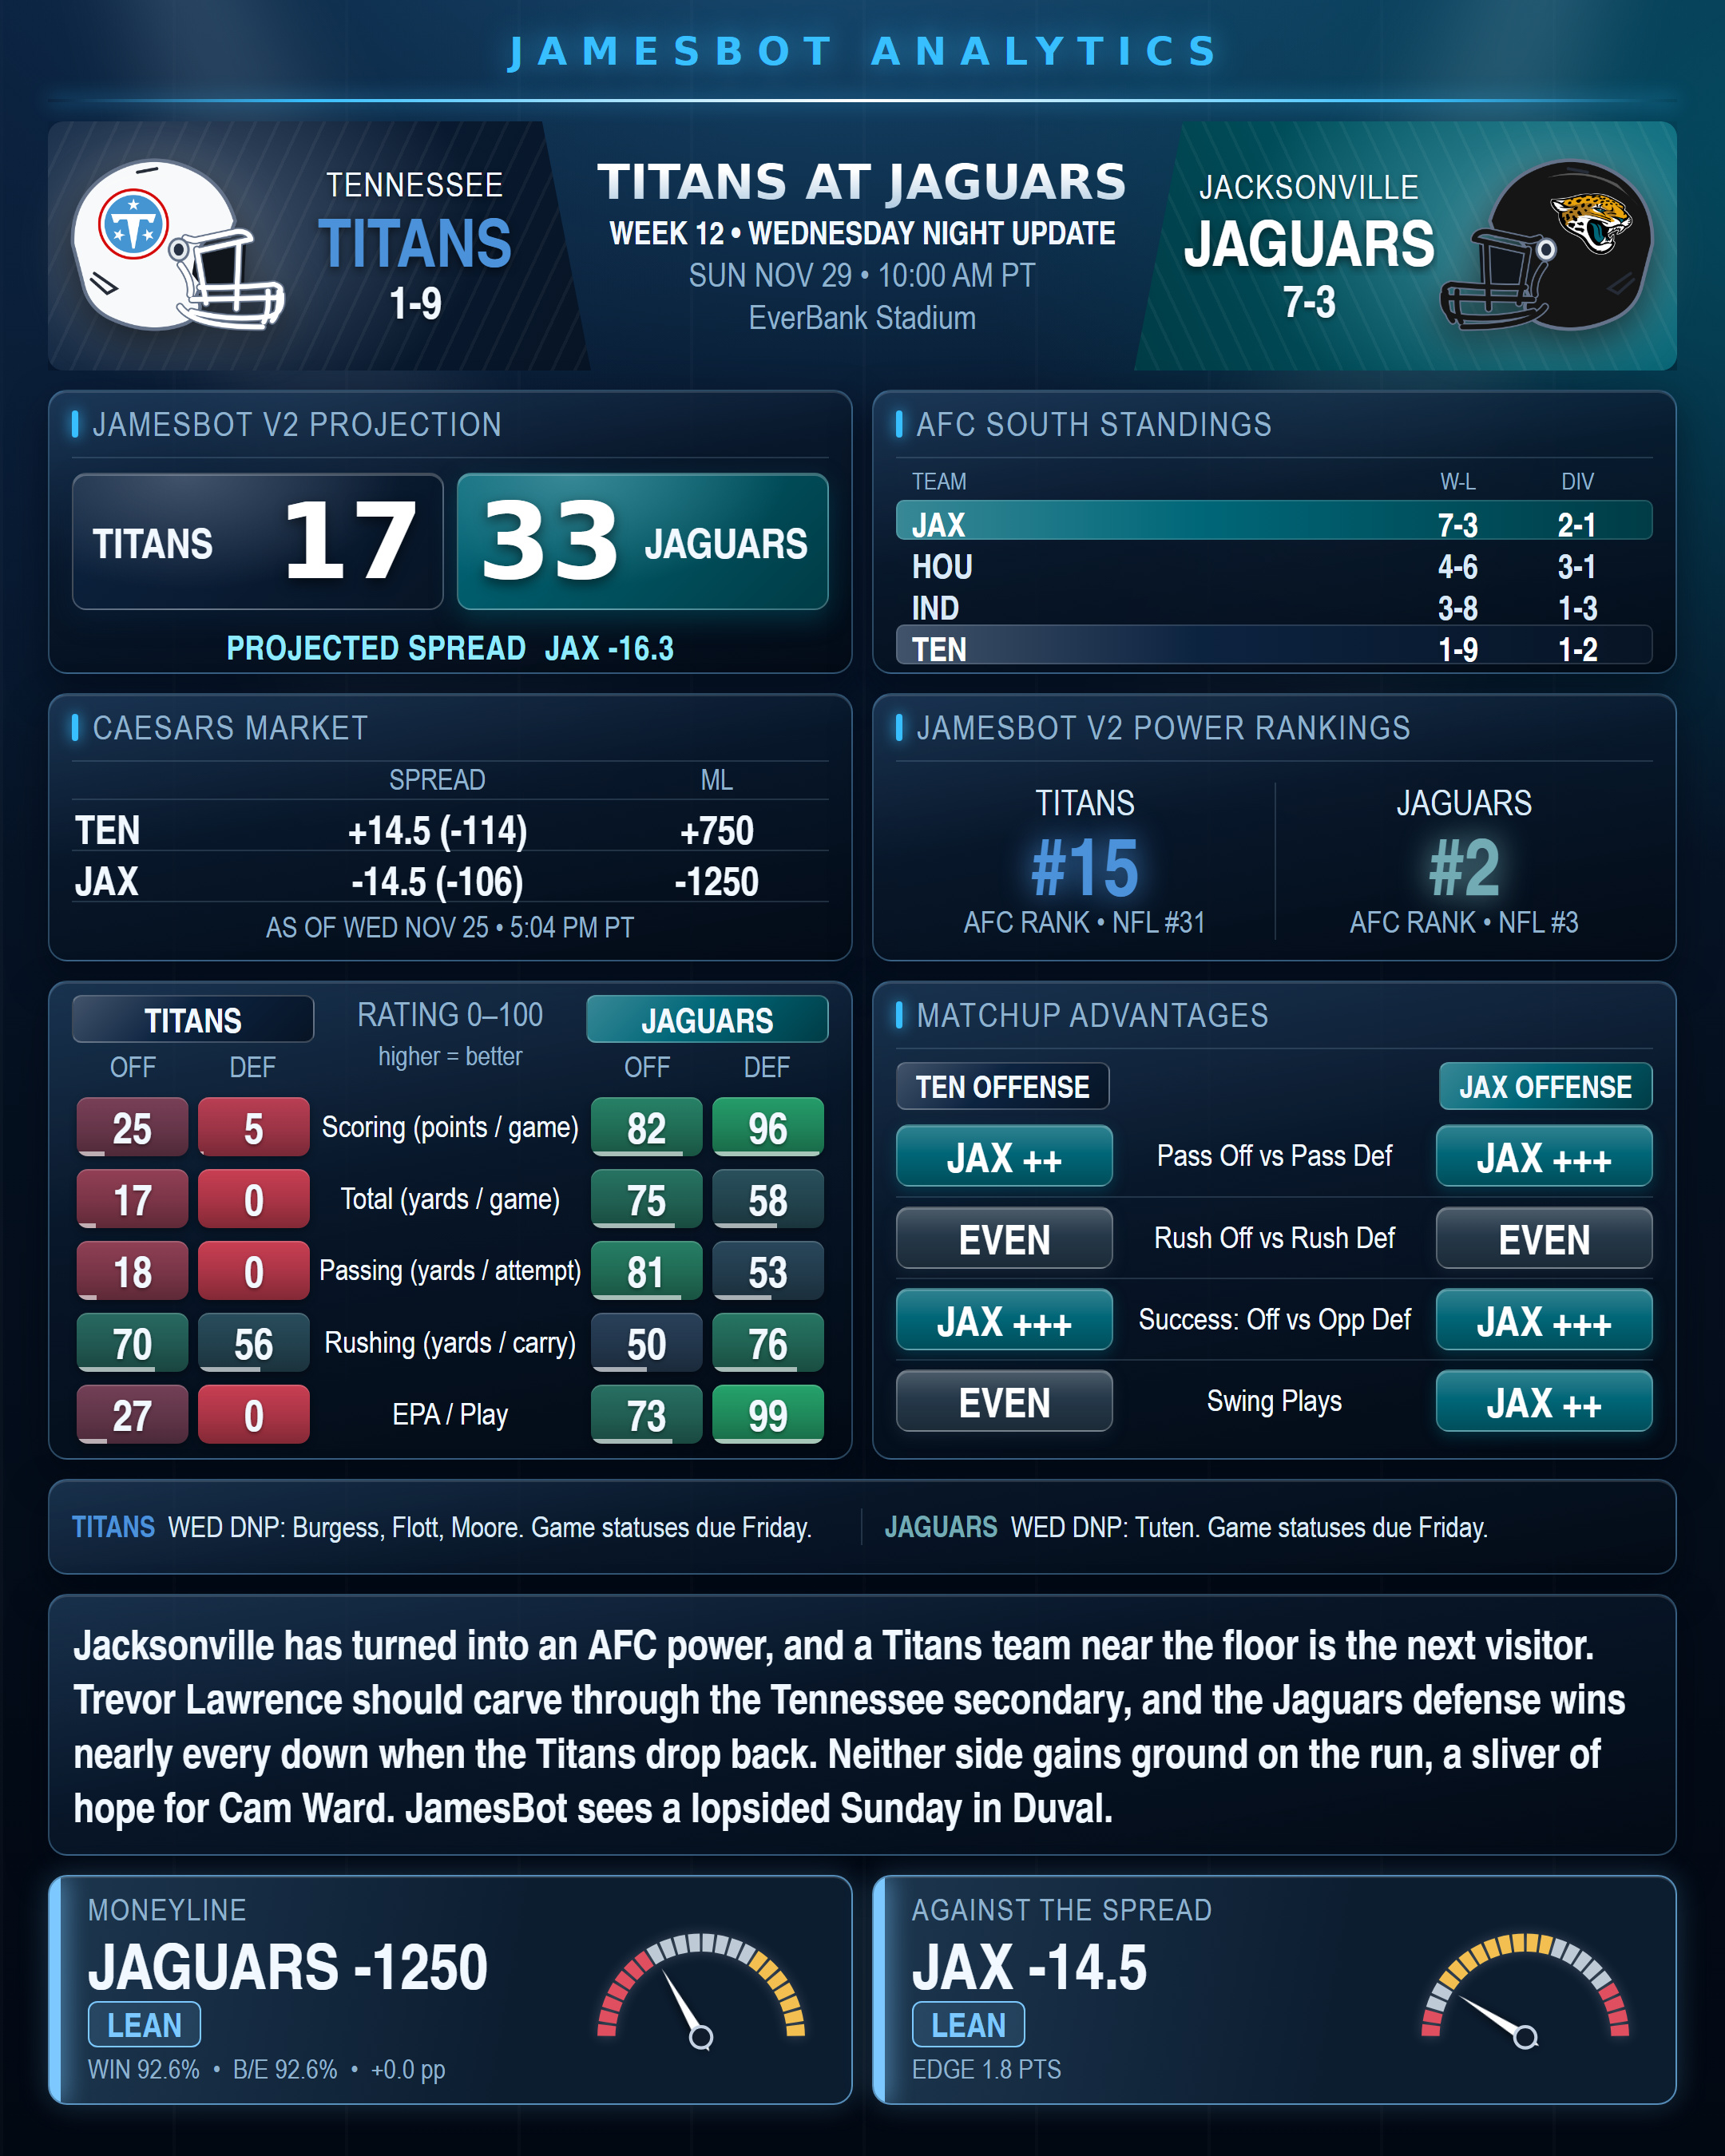 JAMESBOT ANALYTICS
TENNESSEE
TITANS
1-9
TITANS AT JAGUARS
WEEK 12 • WEDNESDAY NIGHT UPDATE
SUN NOV 29 • 10:00 AM PT
EverBank Stadium
JACKSONVILLE
JAGUARS
7-3
JAMESBOT V2 PROJECTION
TITANS 17 33 JAGUARS
PROJECTED SPREAD JAX -16.3
AFC SOUTH STANDINGS
TEAM W-L DIV
JAX 7-3 2-1
HOU 4-6 3-1
IND 3-8 1-3
TEN 1-9 1-2
CAESARS MARKET
SPREAD ML
TEN +14.5 (-114) +750
JAX -14.5 (-106) -1250
AS OF WED NOV 25 • 5:04 PM PT
JAMESBOT V2 POWER RANKINGS
TITANS JAGUARS
#15 #2
AFC RANK • NFL #31 AFC RANK • NFL #3
TITANS RATING 0–100 JAGUARS
OFF DEF higher = better OFF DEF
25 5 Scoring (points / game) 82 96
17 0 Total (yards / game) 75 58
18 0 Passing (yards / attempt) 81 53
70 56 Rushing (yards / carry) 50 76
27 0 EPA / Play 73 99
MATCHUP ADVANTAGES
TEN OFFENSE JAX OFFENSE
JAX ++ Pass Off vs Pass Def JAX +++
EVEN Rush Off vs Rush Def EVEN
JAX +++ Success: Off vs Opp Def JAX +++
EVEN Swing Plays JAX ++
TITANS WED DNP: Burgess, Flott, Moore. Game statuses due Friday.
JAGUARS WED DNP: Tuten. Game statuses due Friday.
Jacksonville has turned into an AFC power, and a Titans team near the floor is the next visitor.
Trevor Lawrence should carve through the Tennessee secondary, and the Jaguars defense wins
nearly every down when the Titans drop back. Neither side gains ground on the run, a sliver of
hope for Cam Ward. JamesBot sees a lopsided Sunday in Duval.
MONEYLINE
JAGUARS -1250
LEAN
WIN 92.6% • B/E 92.6% • +0.0 pp
AGAINST THE SPREAD
JAX -14.5
LEAN
EDGE 1.8 PTS